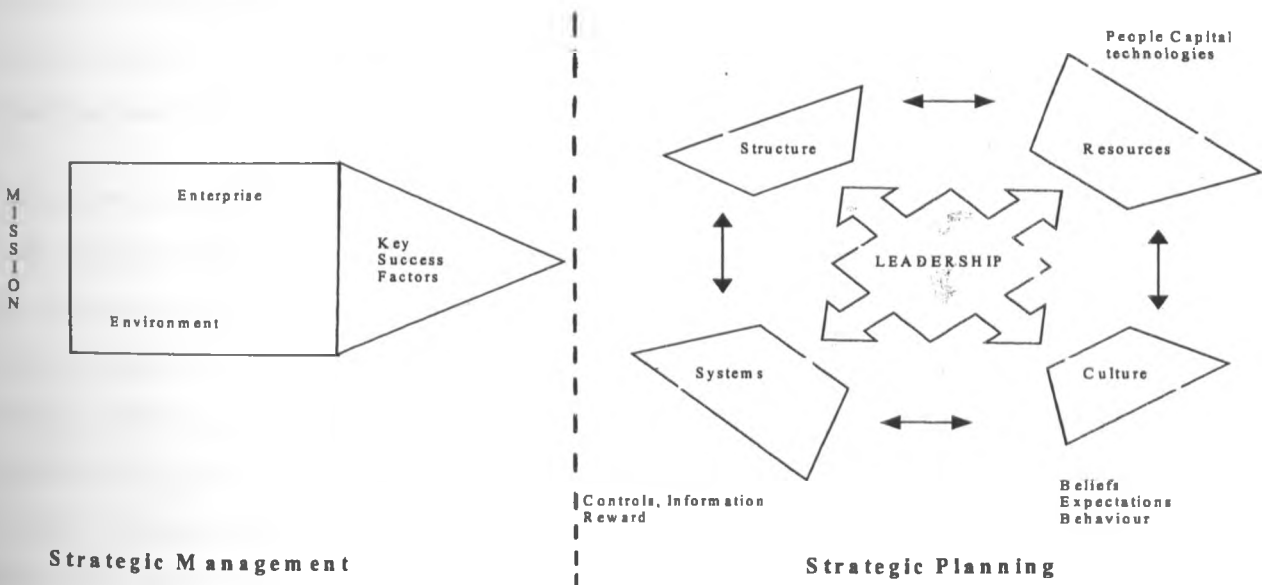 MISSION
Enterprise
Environment
Key
Success
Factors
Strategic Management
People Capital
technologies
Structure
Resources
LEADERSHIP
Systems
Culture
Controls, Information
Reward
Beliefs
Expectations
Behaviour
Strategic Planning